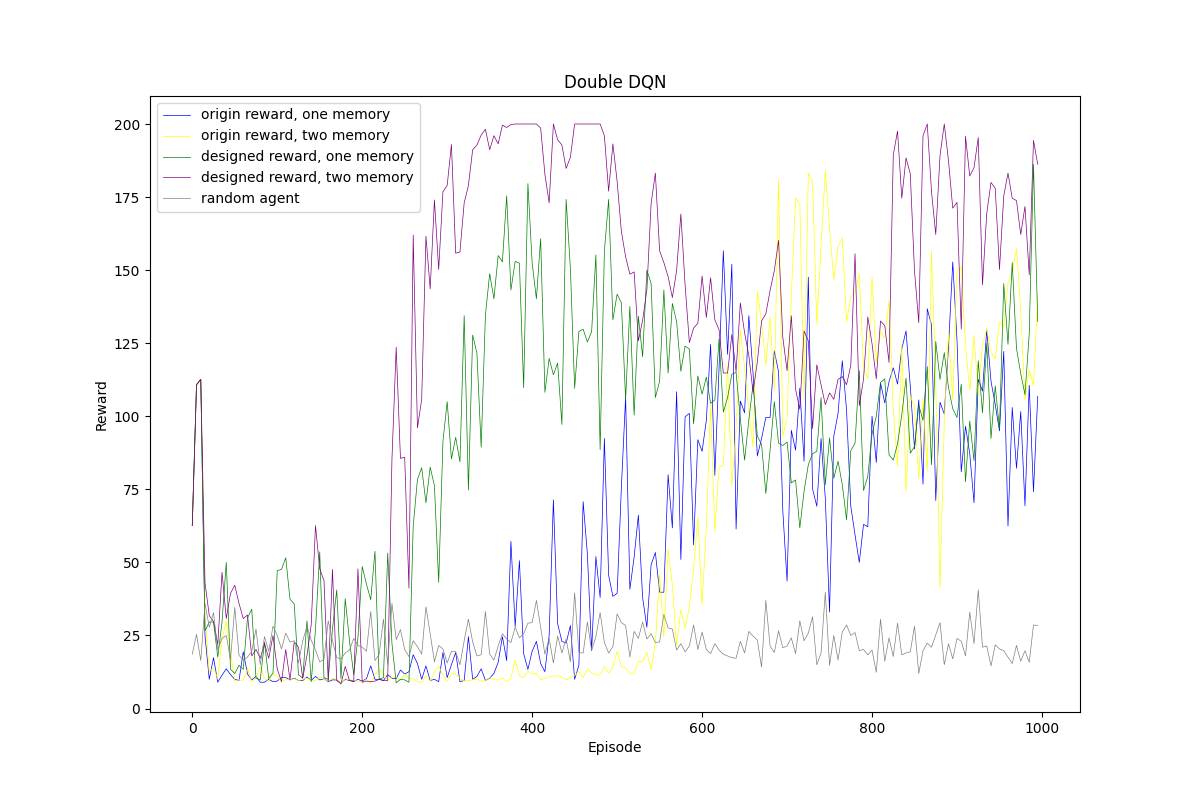 Double DQN
origin reward, one memory
origin reward, two memory
designed reward, one memory
designed reward, two memory
random agent
200
175
150
125
100
75
50
25
0
Reward
0 200 400 600 800 1000
Episode